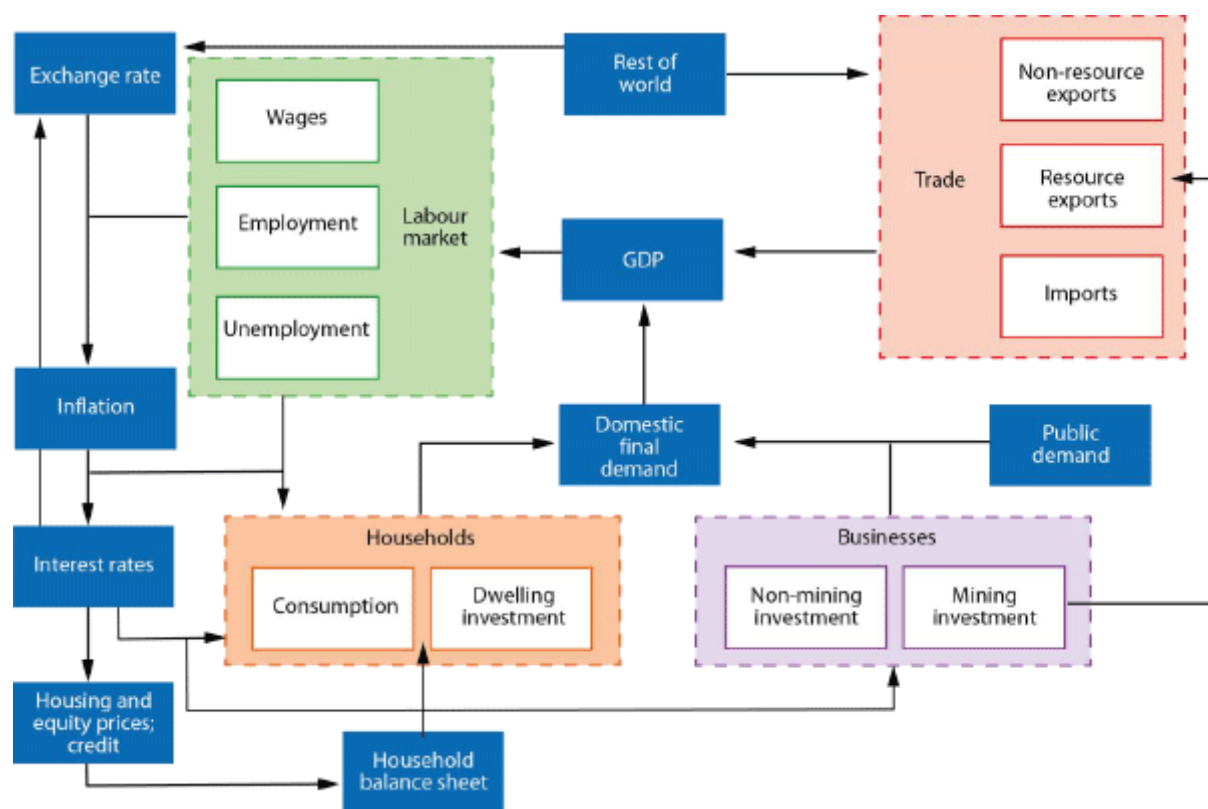 Exchange rate
Rest of
world
Wages
Employment
Labour
market
Unemployment
Trade
Non-resource
exports
Resource
exports
Imports
GDP
Inflation
Domestic
final
demand
Public
demand
Interest rates
Households
Consumption
Dwelling
investment
Businesses
Non-mining
investment
Mining
investment
Housing and
equity prices;
credit
Household
balance sheet